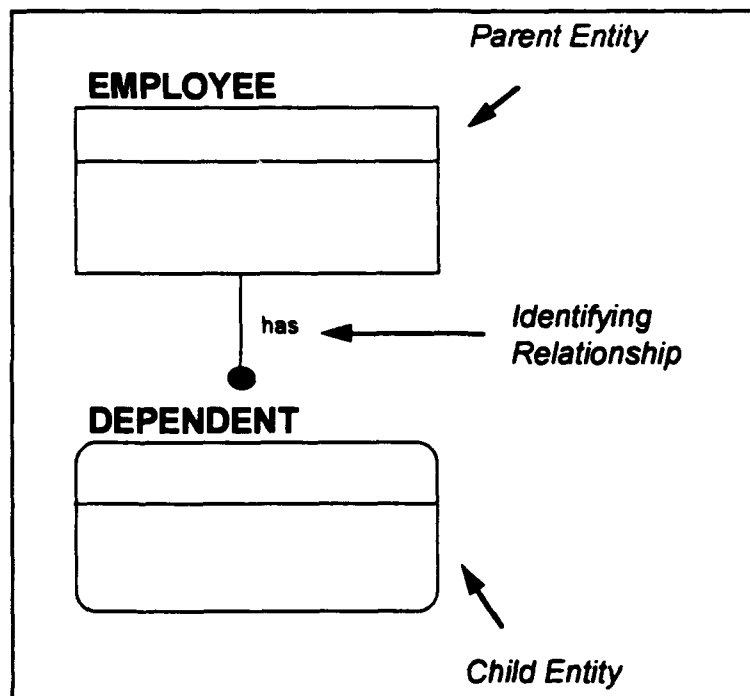 Parent Entity
EMPLOYEE
has
Identifying
Relationship
DEPENDENT
Child Entity